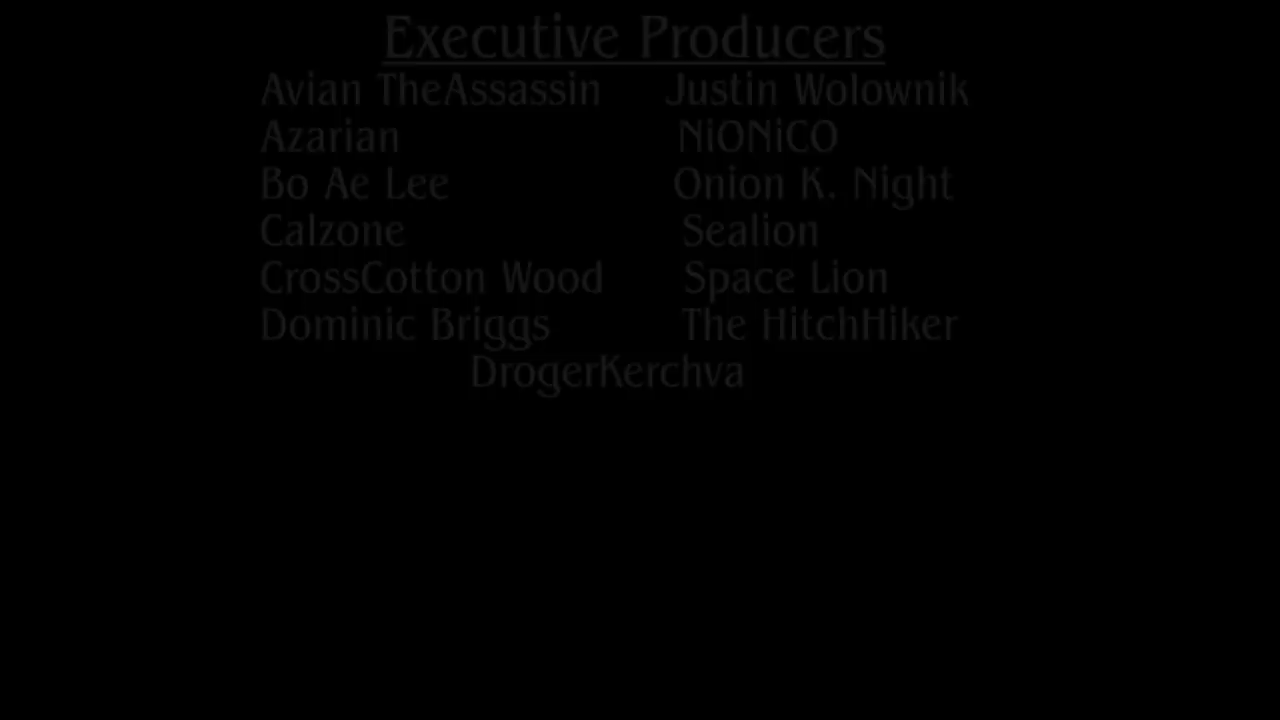 Executive Producers
Avian TheAssassin Justin Wolownik
Azarian NiONiCO
Bo Ae Lee Onion K. Night
Calzone Sealion
CrossCotton Wood Space Lion
Dominic Briggs The HitchHiker
DrogerKerchva